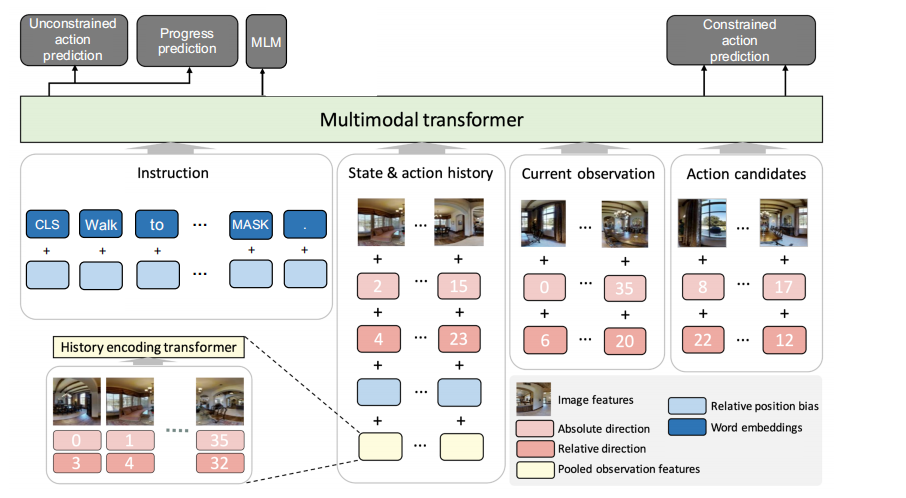 Unconstrained
action
prediction
Progress
prediction
MLM
Constrained
action
prediction
Multimodal transformer
Instruction
CLS Walk to ... MASK .
+ + + + +
...
State & action history
...
+ +
2 ... 15
+ +
4 ... 23
+ +
...
+ +
...
Current observation
...
+ +
0 ... 35
+ +
6 ... 20
Action candidates
...
+ +
8 ... 17
+ +
22 ... 12
History encoding transformer
....
0 1 35
3 4 32
Image features
Absolute direction
Relative direction
Pooled observation features
Relative position bias
Word embeddings